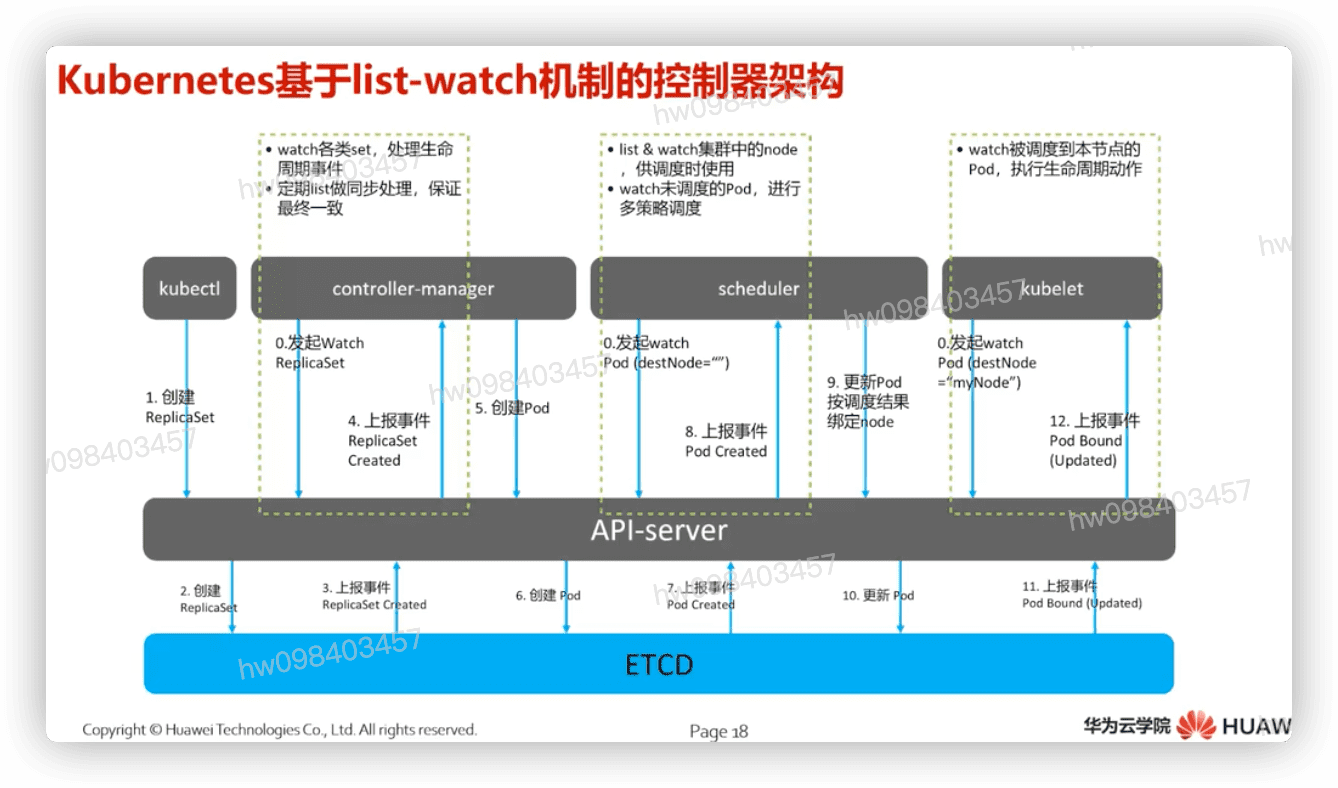 Kubernetes基于list-watch机制的控制器架构
• watch各类set，处理生命
周期事件
• 定期list做同步处理，保证
最终一致
• list & watch集群中的node
，供调度时使用
• watch未调度的Pod，进行
多策略调度
• watch被调度到本节点的
Pod，执行生命周期动作
kubectl
controller-manager
scheduler
kubelet
1. 创建
ReplicaSet
0.发起Watch
ReplicaSet
4. 上报事件
ReplicaSet
Created
5. 创建Pod
0.发起watch
Pod (destNode=“”)
8. 上报事件
Pod Created
9. 更新Pod
按调度结果
绑定node
0.发起watch
Pod (destNode
=“myNode”)
12. 上报事件
Pod Bound
(Updated)
API-server
2. 创建
ReplicaSet
3. 上报事件
ReplicaSet Created
6. 创建 Pod
7. 上报事件
Pod Created
10. 更新 Pod
11. 上报事件
Pod Bound (Updated)
ETCD
Copyright © Huawei Technologies Co., Ltd. All rights reserved.
Page 18
华为云学院
HUAW
hw098403457
hw098403457
hw098403457
hw098403457
hw098403457
hw098403457
hw098403457
hw098403457
hw